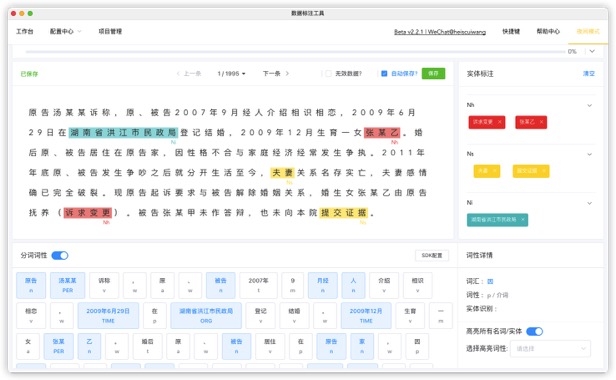 数据标注工具
工作台 配置中心 项目管理 Beta v2.2.1 | WeChat@heiscuiwang 快捷键 帮助中心 夜间模式
0%
已保存 上一条 1 / 1995 下一条 无效数据? 自动保存? 保存
原告汤某某诉称,原、被告2007年9月经人介绍相识相恋,2009年6月
29日在湖南省洪江市民政局登记结婚,2009年12月生育一女张某乙。婚
Ni Nh
后原、被告居住在原告家,因性格不合与家庭经济经常发生争执。2011年
年底原、被告发生争吵之后就分开生活至今,夫妻关系名存实亡,夫妻感情
确已完全破裂。现原告起诉要求与被告解除婚姻关系,婚生女张某乙由原告
抚养(诉求变更)。被告张某甲未作答辩,也未向本院提交证据。
Nh
实体标注 清空
Nh
诉求变更 × 张某乙 ×
Ns
夫妻 × 提交证据 ×
Ni
湖南省洪江市民政局 ×
分词词性 SDK配置
原告 汤某某 诉称 , 原 、 被告 2007年 9 月经 人 介绍 相识
n PER v w a w n t m n n v v
相恋 , 2009年6月29日 在 湖南省洪江市民政局 登记 结婚 , 2009年12月 生育 一
v w TIME p ORG v v w TIME v m
女 张某 乙 , 婚后 原 、 被告 居住 在 原告 家 , 因
a PER n w t a w n v p n n w p
词性详情
词汇: 因
词性: p / 介词
实体识别:
高亮所有名词/实体
选择高亮词性: 请选择